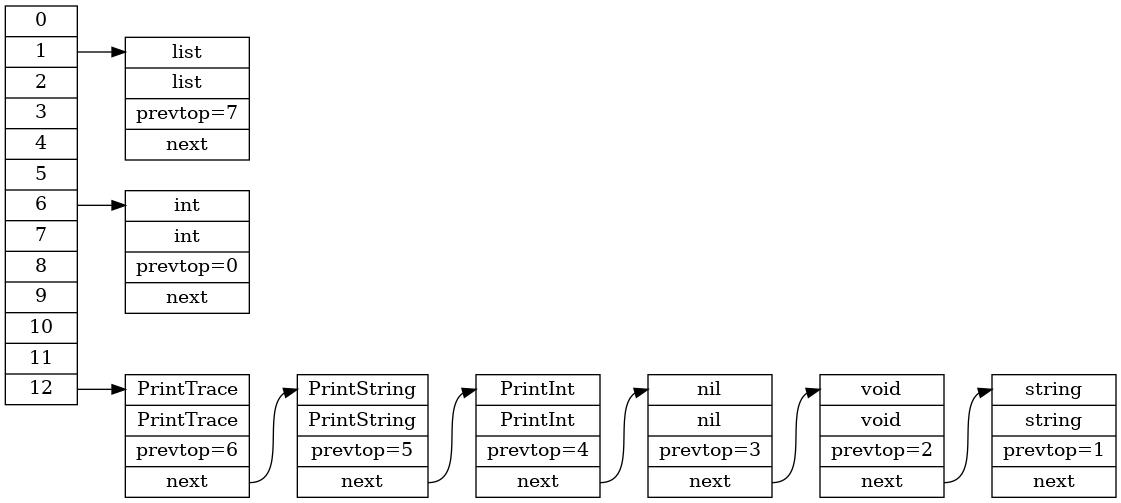 0
1
2
3
4
5
6
7
8
9
10
11
12
list
list
prevtop=7
next
int
int
prevtop=0
next
PrintTrace
PrintTrace
prevtop=6
next
PrintString
PrintString
prevtop=5
next
PrintInt
PrintInt
prevtop=4
next
nil
nil
prevtop=3
next
void
void
prevtop=2
next
string
string
prevtop=1
next